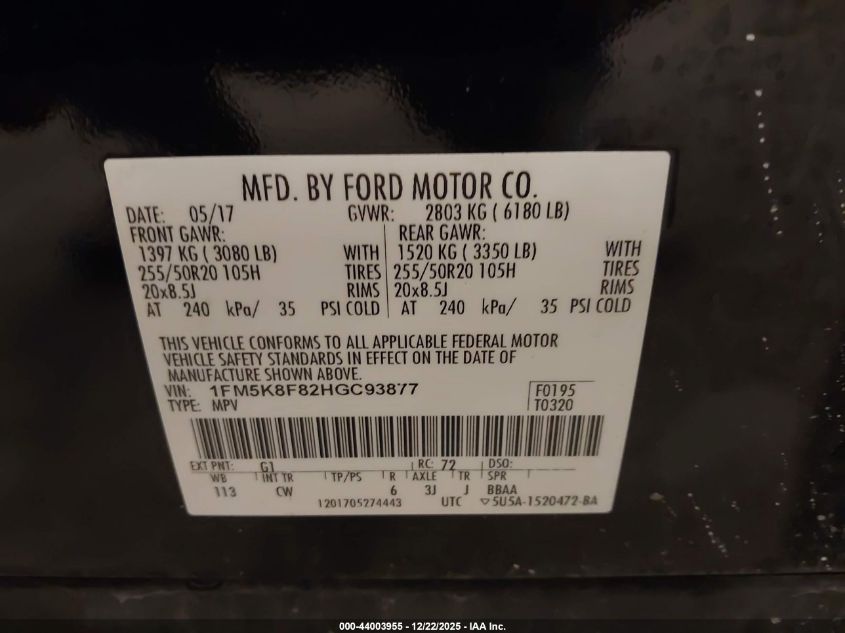 MFD. BY FORD MOTOR CO.
DATE: 05/17 GVWR: 2803 KG ( 6180 LB)
FRONT GAWR: REAR GAWR:
1397 KG ( 3080 LB) WITH 1520 KG ( 3350 LB) WITH
255/50R20 105H TIRES 255/50R20 105H TIRES
20x8.5J RIMS 20x8.5J RIMS
AT 240 kPa/ 35 PSI COLD AT 240 kPa/ 35 PSI COLD
THIS VEHICLE CONFORMS TO ALL APPLICABLE FEDERAL MOTOR
VEHICLE SAFETY STANDARDS IN EFFECT ON THE DATE OF
MANUFACTURE SHOWN ABOVE.
VIN: 1FM5K8F82HGC93877 F0195
TYPE: MPV T0320
EXT PNT: G1 RC: 72 DSO:
WB INT TR TP/PS R AXLE TR SPR
113 CW 6 3J J BBAA
1201705274443 UTC ▽5U5A-1520472-BA
000-44003955 - 12/22/2025 - IAA Inc.